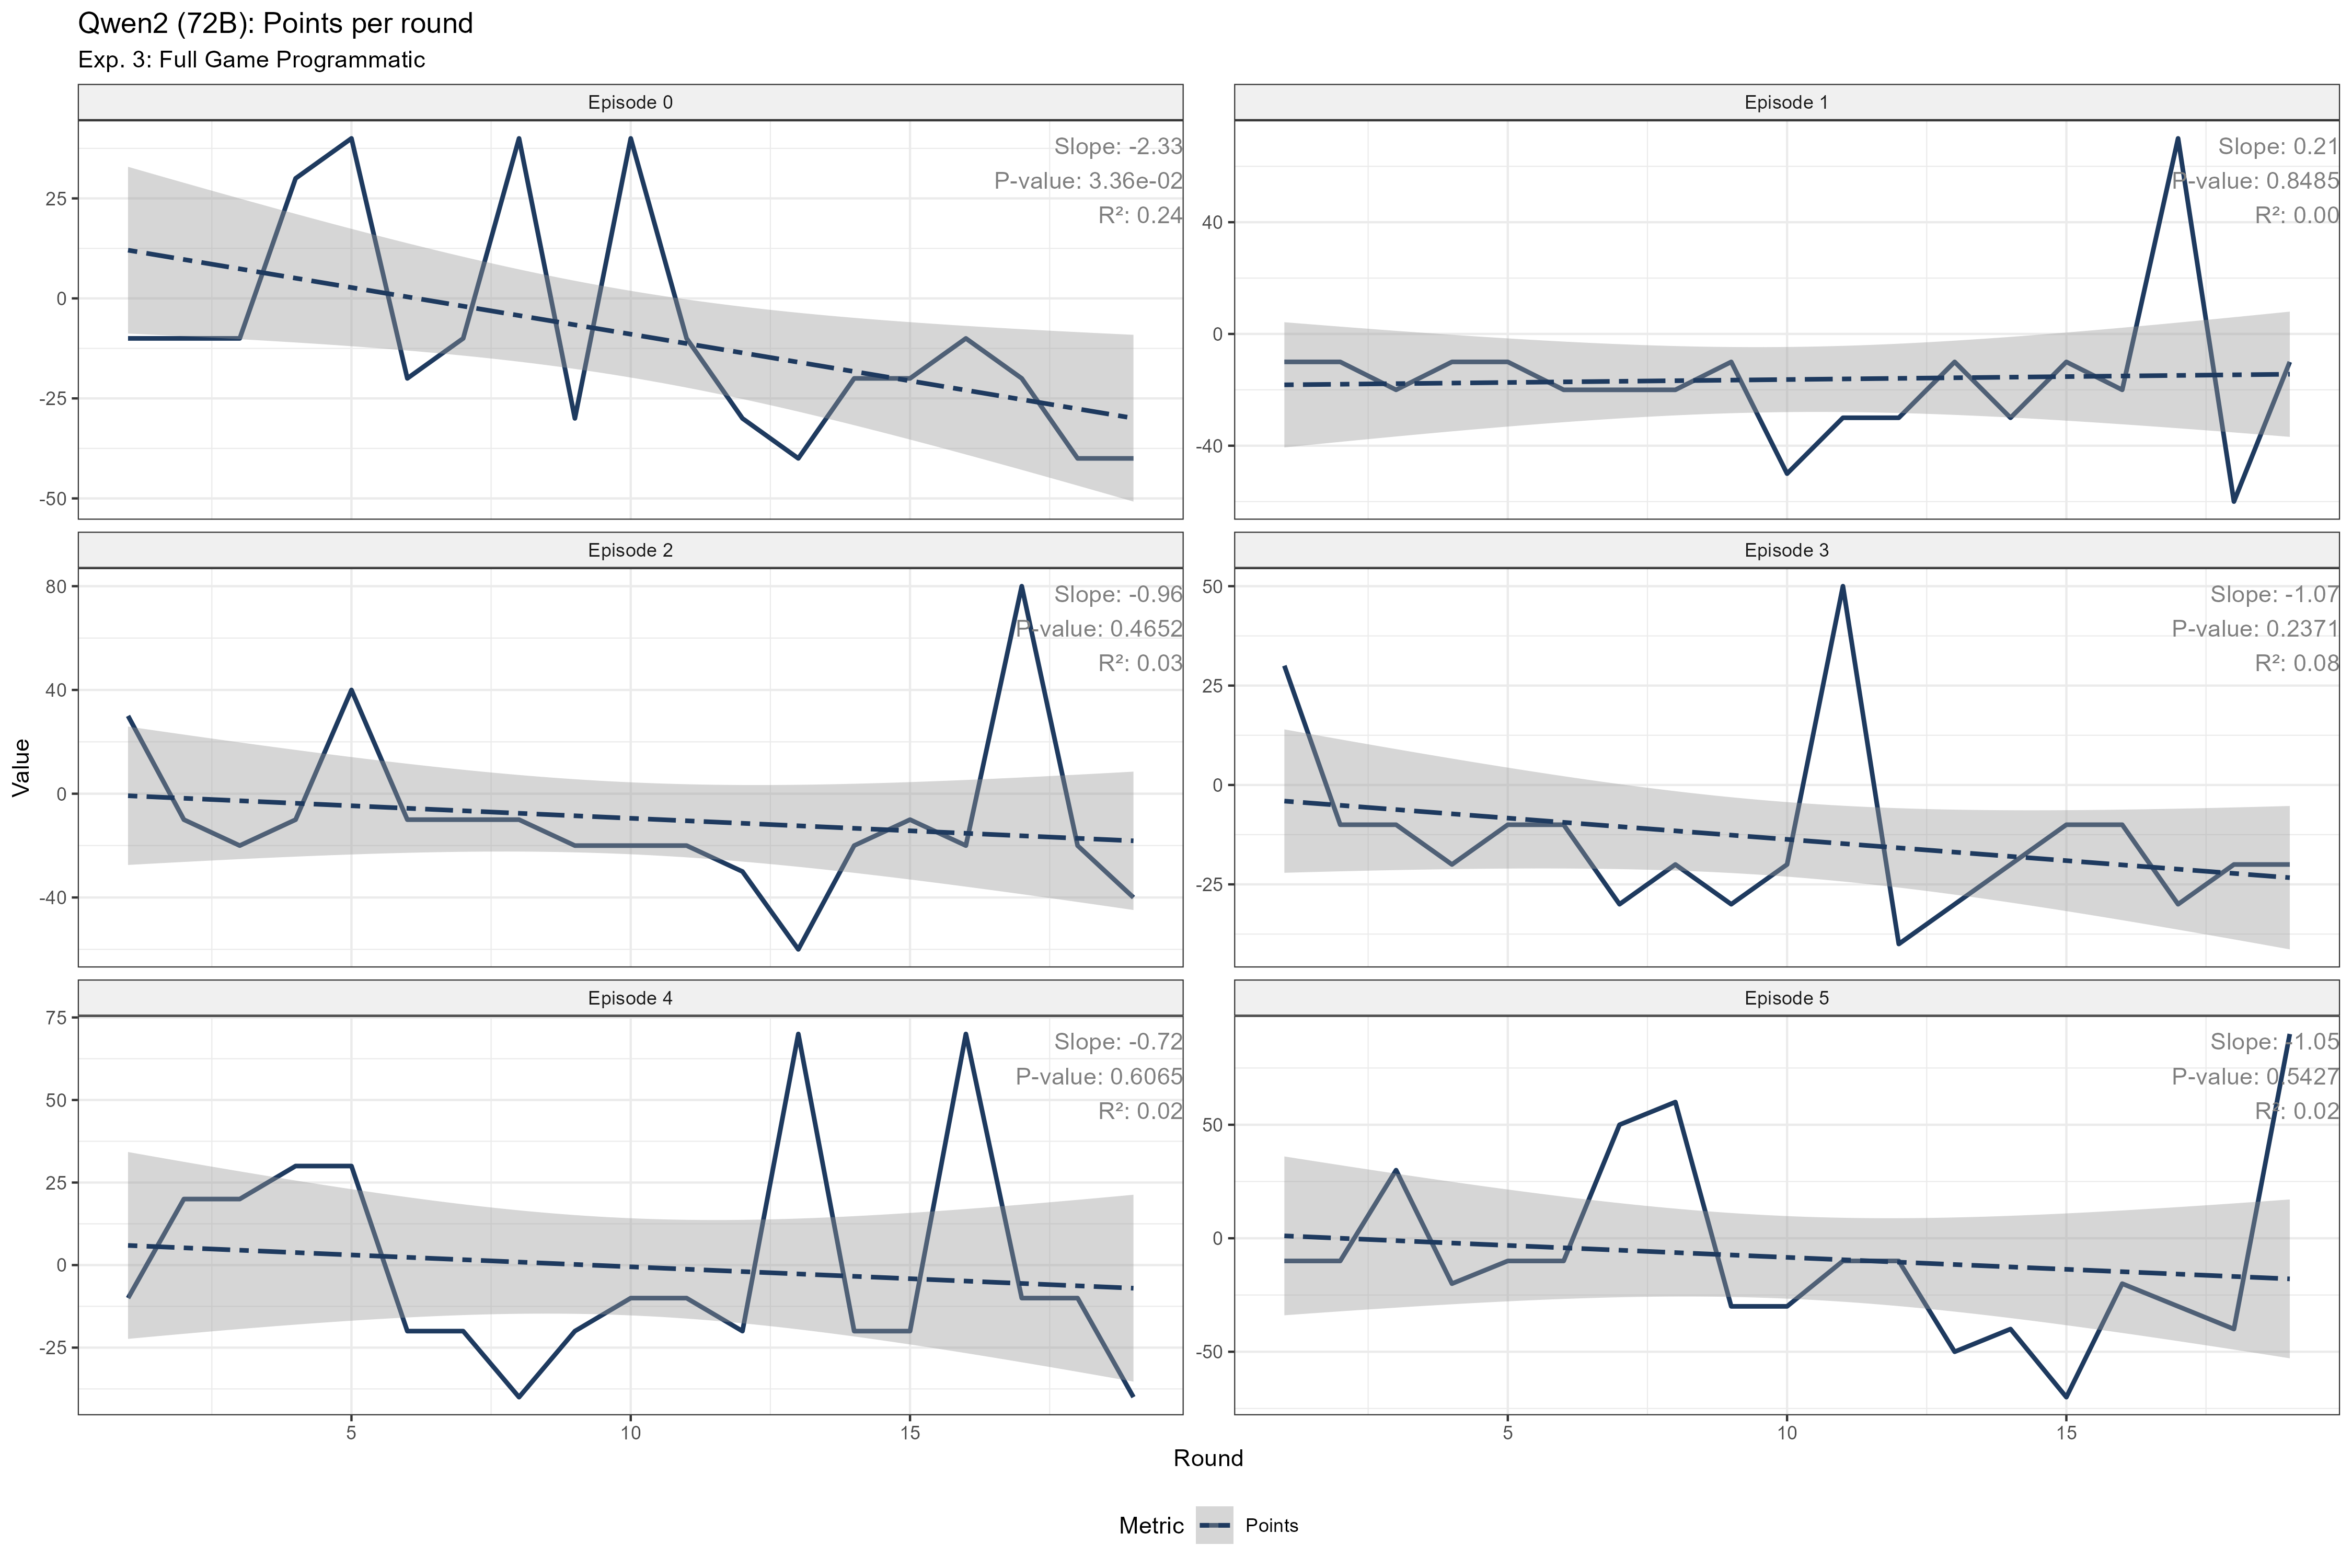 Qwen2 (72B): Points per round
Exp. 3: Full Game Programmatic
Episode 0
Slope: -2.33
P-value: 3.36e-02
R²: 0.24
25
0
-25
-50
Episode 1
Slope: 0.21
P-value: 0.8485
R²: 0.00
40
0
-40
Episode 2
Slope: -0.96
P-value: 0.4652
R²: 0.03
80
40
0
-40
Episode 3
Slope: -1.07
P-value: 0.2371
R²: 0.08
50
25
0
-25
Episode 4
Slope: -0.72
P-value: 0.6065
R²: 0.02
75
50
25
0
-25
5
10
15
Episode 5
Slope: -1.05
P-value: 0.5427
R²: 0.02
50
0
-50
5
10
15
Value
Round
Metric
Points